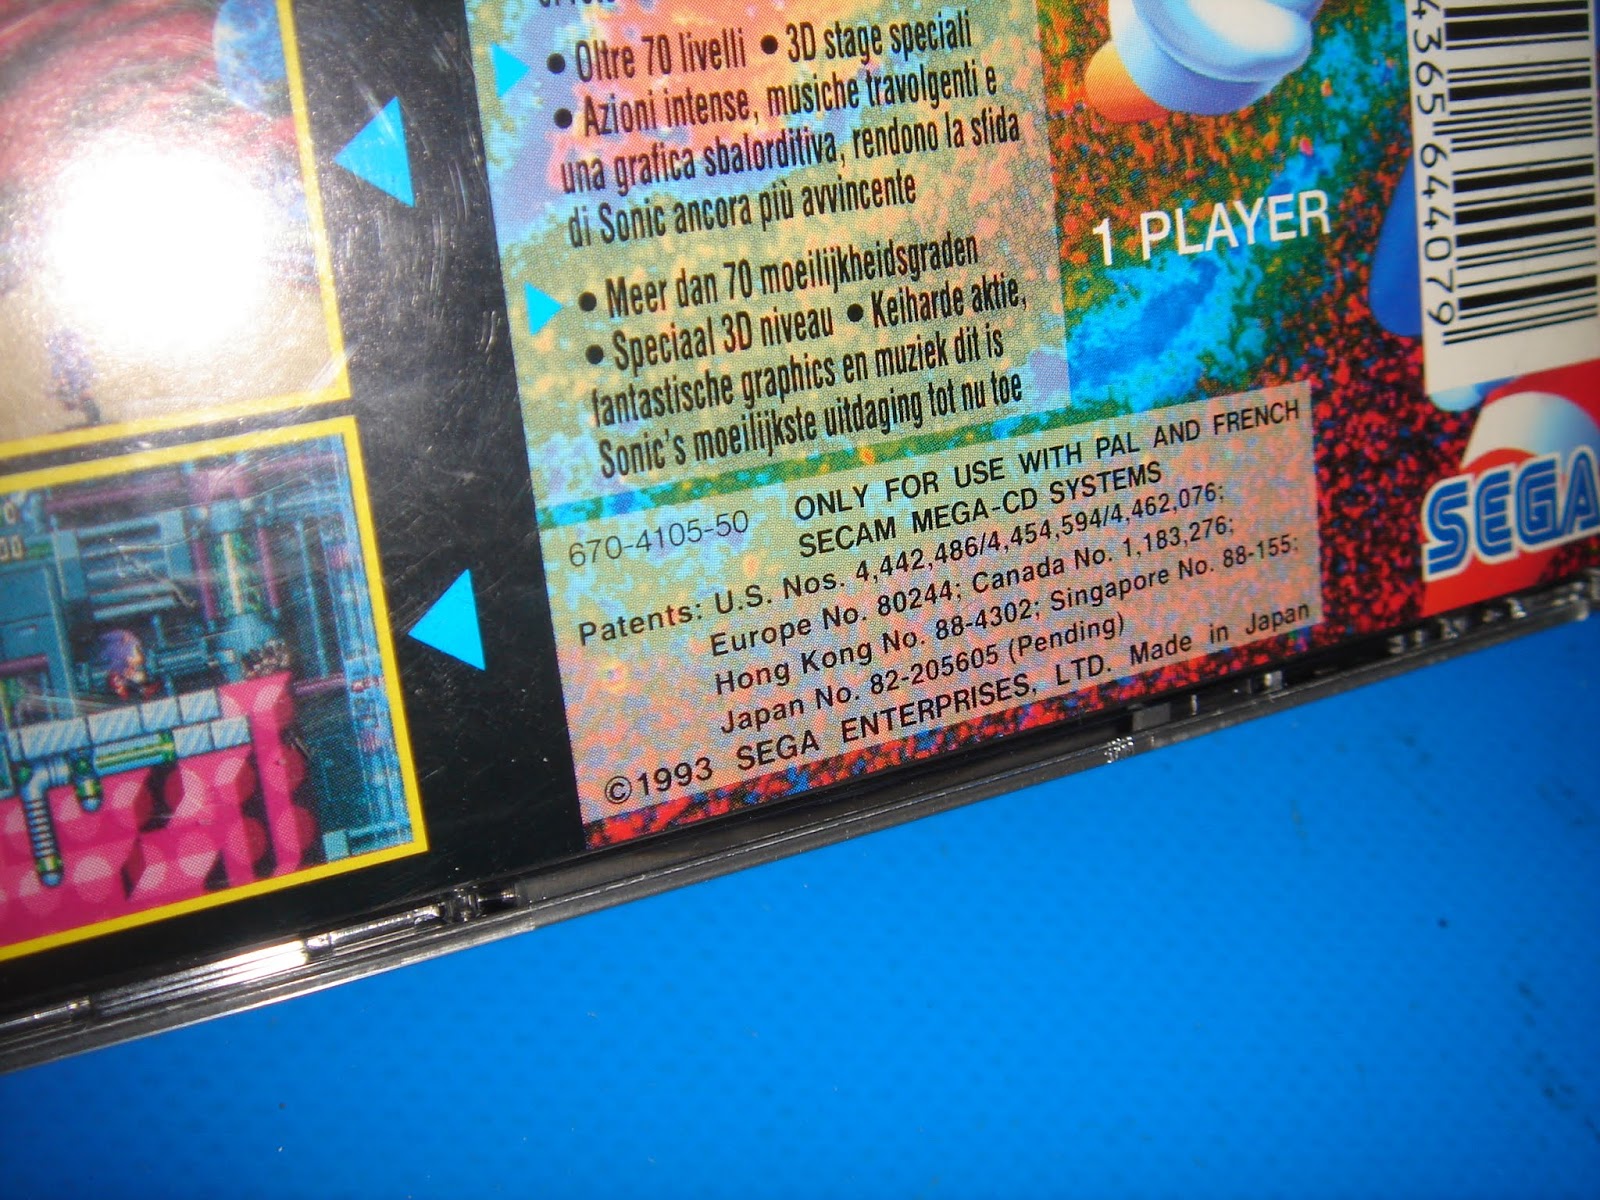 • Oltre 70 livelli • 3D stage speciali
• Azioni intense, musiche travolgenti e
una grafica sbalorditiva, rendono la sfida
di Sonic ancora più avvincente
• Meer dan 70 moeilijkheidsgraden
• Speciaal 3D niveau • Keiharde aktie,
fantastische graphics en muziek dit is
Sonic's moeilijkste uitdaging tot nu toe
1 PLAYER
4365 644079
SEGA
670-4105-50
ONLY FOR USE WITH PAL AND FRENCH
SECAM MEGA-CD SYSTEMS
Patents: U.S. Nos. 4,442,486/4,454,594/4,462,076;
Europe No. 80244; Canada No. 1,183,276;
Hong Kong No. 88-4302; Singapore No. 88-155;
Japan No. 82-205605 (Pending)
©1993 SEGA ENTERPRISES, LTD. Made in Japan